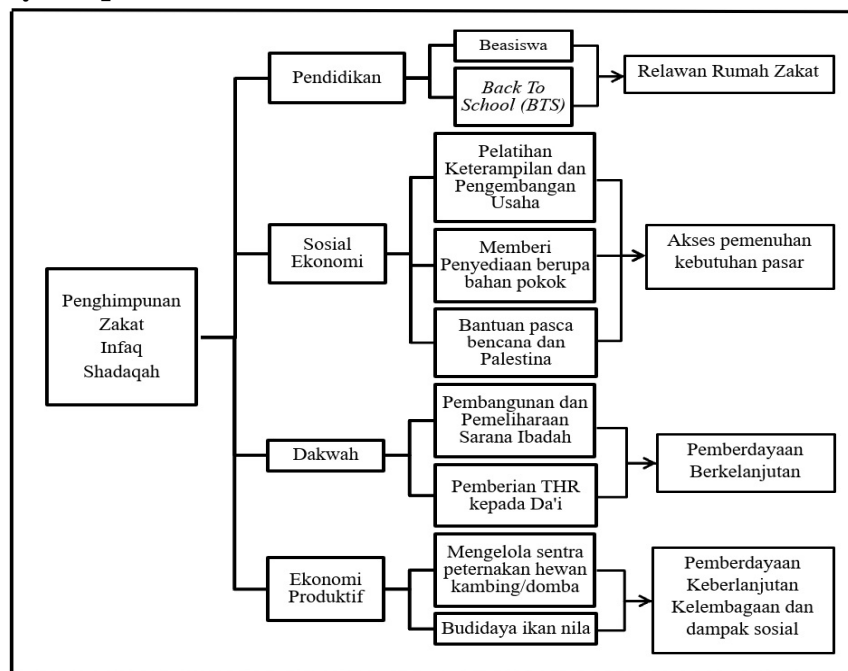 Penghimpunan
Zakat
Infaq
Shadaqah
Pendidikan
Beasiswa
Back To
School (BTS)
Relawan Rumah Zakat
Sosial
Ekonomi
Pelatihan
Keterampilan dan
Pengembangan
Usaha
Memberi
Penyediaan berupa
bahan pokok
Bantuan pasca
bencana dan
Palestina
Akses pemenuhan
kebutuhan pasar
Dakwah
Pembangunan dan
Pemeliharaan
Sarana Ibadah
Pemberian THR
kepada Da'i
Pemberdayaan
Berkelanjutan
Ekonomi
Produktif
Mengelola sentra
peternakan hewan
kambing/domba
Budidaya ikan nila
Pemberdayaan
Keberlanjutan
Kelembagaan dan
dampak sosial